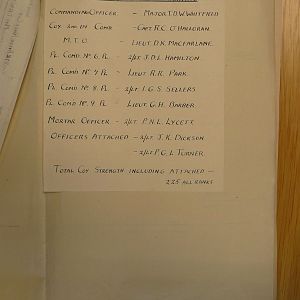 Commanding Officer - Major T.D.W. Whitfield
Coy 2nd in Comd - Capt R.C. O'Halloran
M.T.O - Lieut. D.K. Macfarlane
Pl. Comd No 6. Pl. - 2/Lt J.D.L. Hamilton
Pl. Comd No 7. Pl - Lieut. R.R. Park
Pl. Comd No 8. Pl - 2/Lt. I.G.S. Sellers
Pl. Comd No 9. Pl - Lieut. G.H. Barber
Mortar Officer - 2/Lt. P.N.L. Lycett
Officers Attached - 2/Lt. J.K. Dickson
- 2/Lt P.G.L. Turner
Total Coy Strength Including Attached -
225 all ranks